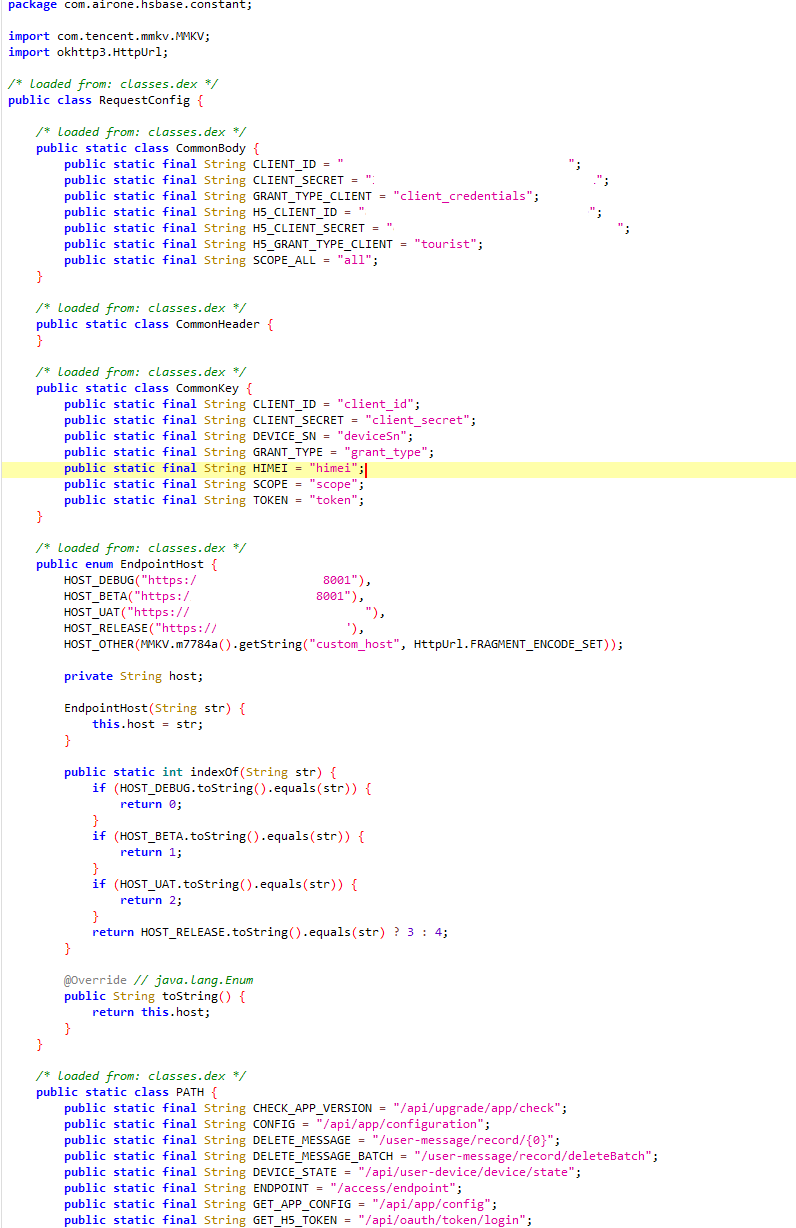 package com.airone.hsbase.constant;
import com.tencent.mmkv.MMKV;
import okhttp3.HttpUrl;
/* loaded from: classes.dex */
public class RequestConfig {
/* loaded from: classes.dex */
public static class CommonBody {
public static final String CLIENT_ID = "                                ";
public static final String CLIENT_SECRET = "                                ";
public static final String GRANT_TYPE_CLIENT = "client_credentials";
public static final String H5_CLIENT_ID = "                                ";
public static final String H5_CLIENT_SECRET = "                                ";
public static final String H5_GRANT_TYPE_CLIENT = "tourist";
public static final String SCOPE_ALL = "all";
}
/* loaded from: classes.dex */
public static class CommonHeader {
}
/* loaded from: classes.dex */
public static class CommonKey {
public static final String CLIENT_ID = "client_id";
public static final String CLIENT_SECRET = "client_secret";
public static final String DEVICE_SN = "deviceSn";
public static final String GRANT_TYPE = "grant_type";
public static final String HIMEI = "himei";
public static final String SCOPE = "scope";
public static final String TOKEN = "token";
}
/* loaded from: classes.dex */
public enum EndpointHost {
HOST_DEBUG("https:/                  8001"),
HOST_BETA("https:/                  8001"),
HOST_UAT("https://                         "),
HOST_RELEASE("https://                   '),
HOST_OTHER(MMKV.m7784a().getString("custom_host", HttpUrl.FRAGMENT_ENCODE_SET));
private String host;
EndpointHost(String str) {
this.host = str;
}
public static int indexOf(String str) {
if (HOST_DEBUG.toString().equals(str)) {
return 0;
}
if (HOST_BETA.toString().equals(str)) {
return 1;
}
if (HOST_UAT.toString().equals(str)) {
return 2;
}
return HOST_RELEASE.toString().equals(str) ? 3 : 4;
}
@Override // java.lang.Enum
public String toString() {
return this.host;
}
}
/* loaded from: classes.dex */
public static class PATH {
public static final String CHECK_APP_VERSION = "/api/upgrade/app/check";
public static final String CONFIG = "/api/app/configuration";
public static final String DELETE_MESSAGE = "/user-message/record/{0}";
public static final String DELETE_MESSAGE_BATCH = "/user-message/record/deleteBatch";
public static final String DEVICE_STATE = "/api/user-device/device/state";
public static final String ENDPOINT = "/access/endpoint";
public static final String GET_APP_CONFIG = "/api/app/config";
public static final String GET_H5_TOKEN = "/api/oauth/token/login";